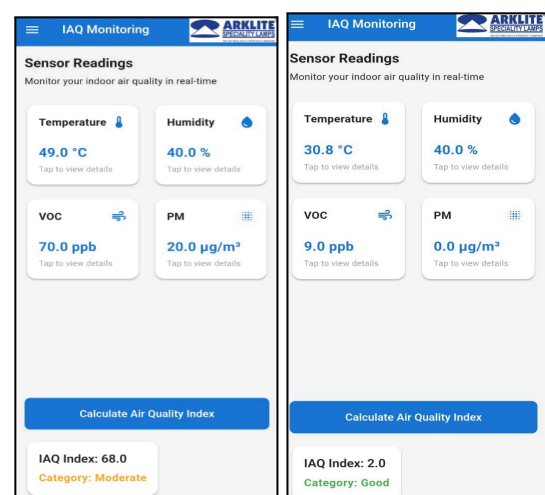 IAQ Monitoring
ARKLITE
SPECIALITY LAMPS
Sensor Readings
Monitor your indoor air quality in real-time
Temperature
49.0 °C
Tap to view details
Humidity
40.0 %
Tap to view details
VOC
70.0 ppb
Tap to view details
PM
20.0 µg/m³
Tap to view details
Calculate Air Quality Index
IAQ Index: 68.0
Category: Moderate
IAQ Monitoring
ARKLITE
SPECIALITY LAMPS
Sensor Readings
Monitor your indoor air quality in real-time
Temperature
30.8 °C
Tap to view details
Humidity
40.0 %
Tap to view details
VOC
9.0 ppb
Tap to view details
PM
0.0 µg/m³
Tap to view details
Calculate Air Quality Index
IAQ Index: 2.0
Category: Good